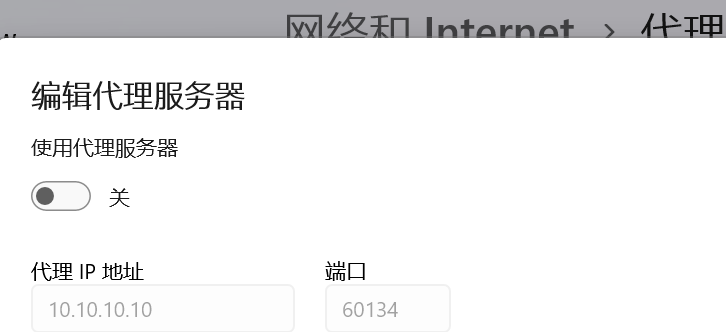 网络和 Internet › 代理
编辑代理服务器
使用代理服务器
关
代理 IP 地址 端口
10.10.10.10 60134